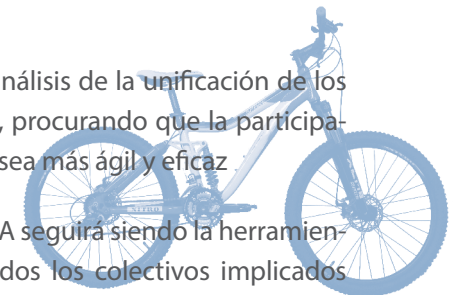 nálisis de la unificación de los
, procurando que la participa-
sea más ágil y eficaz
A seguirá siendo la herramien-
dos los colectivos implicados